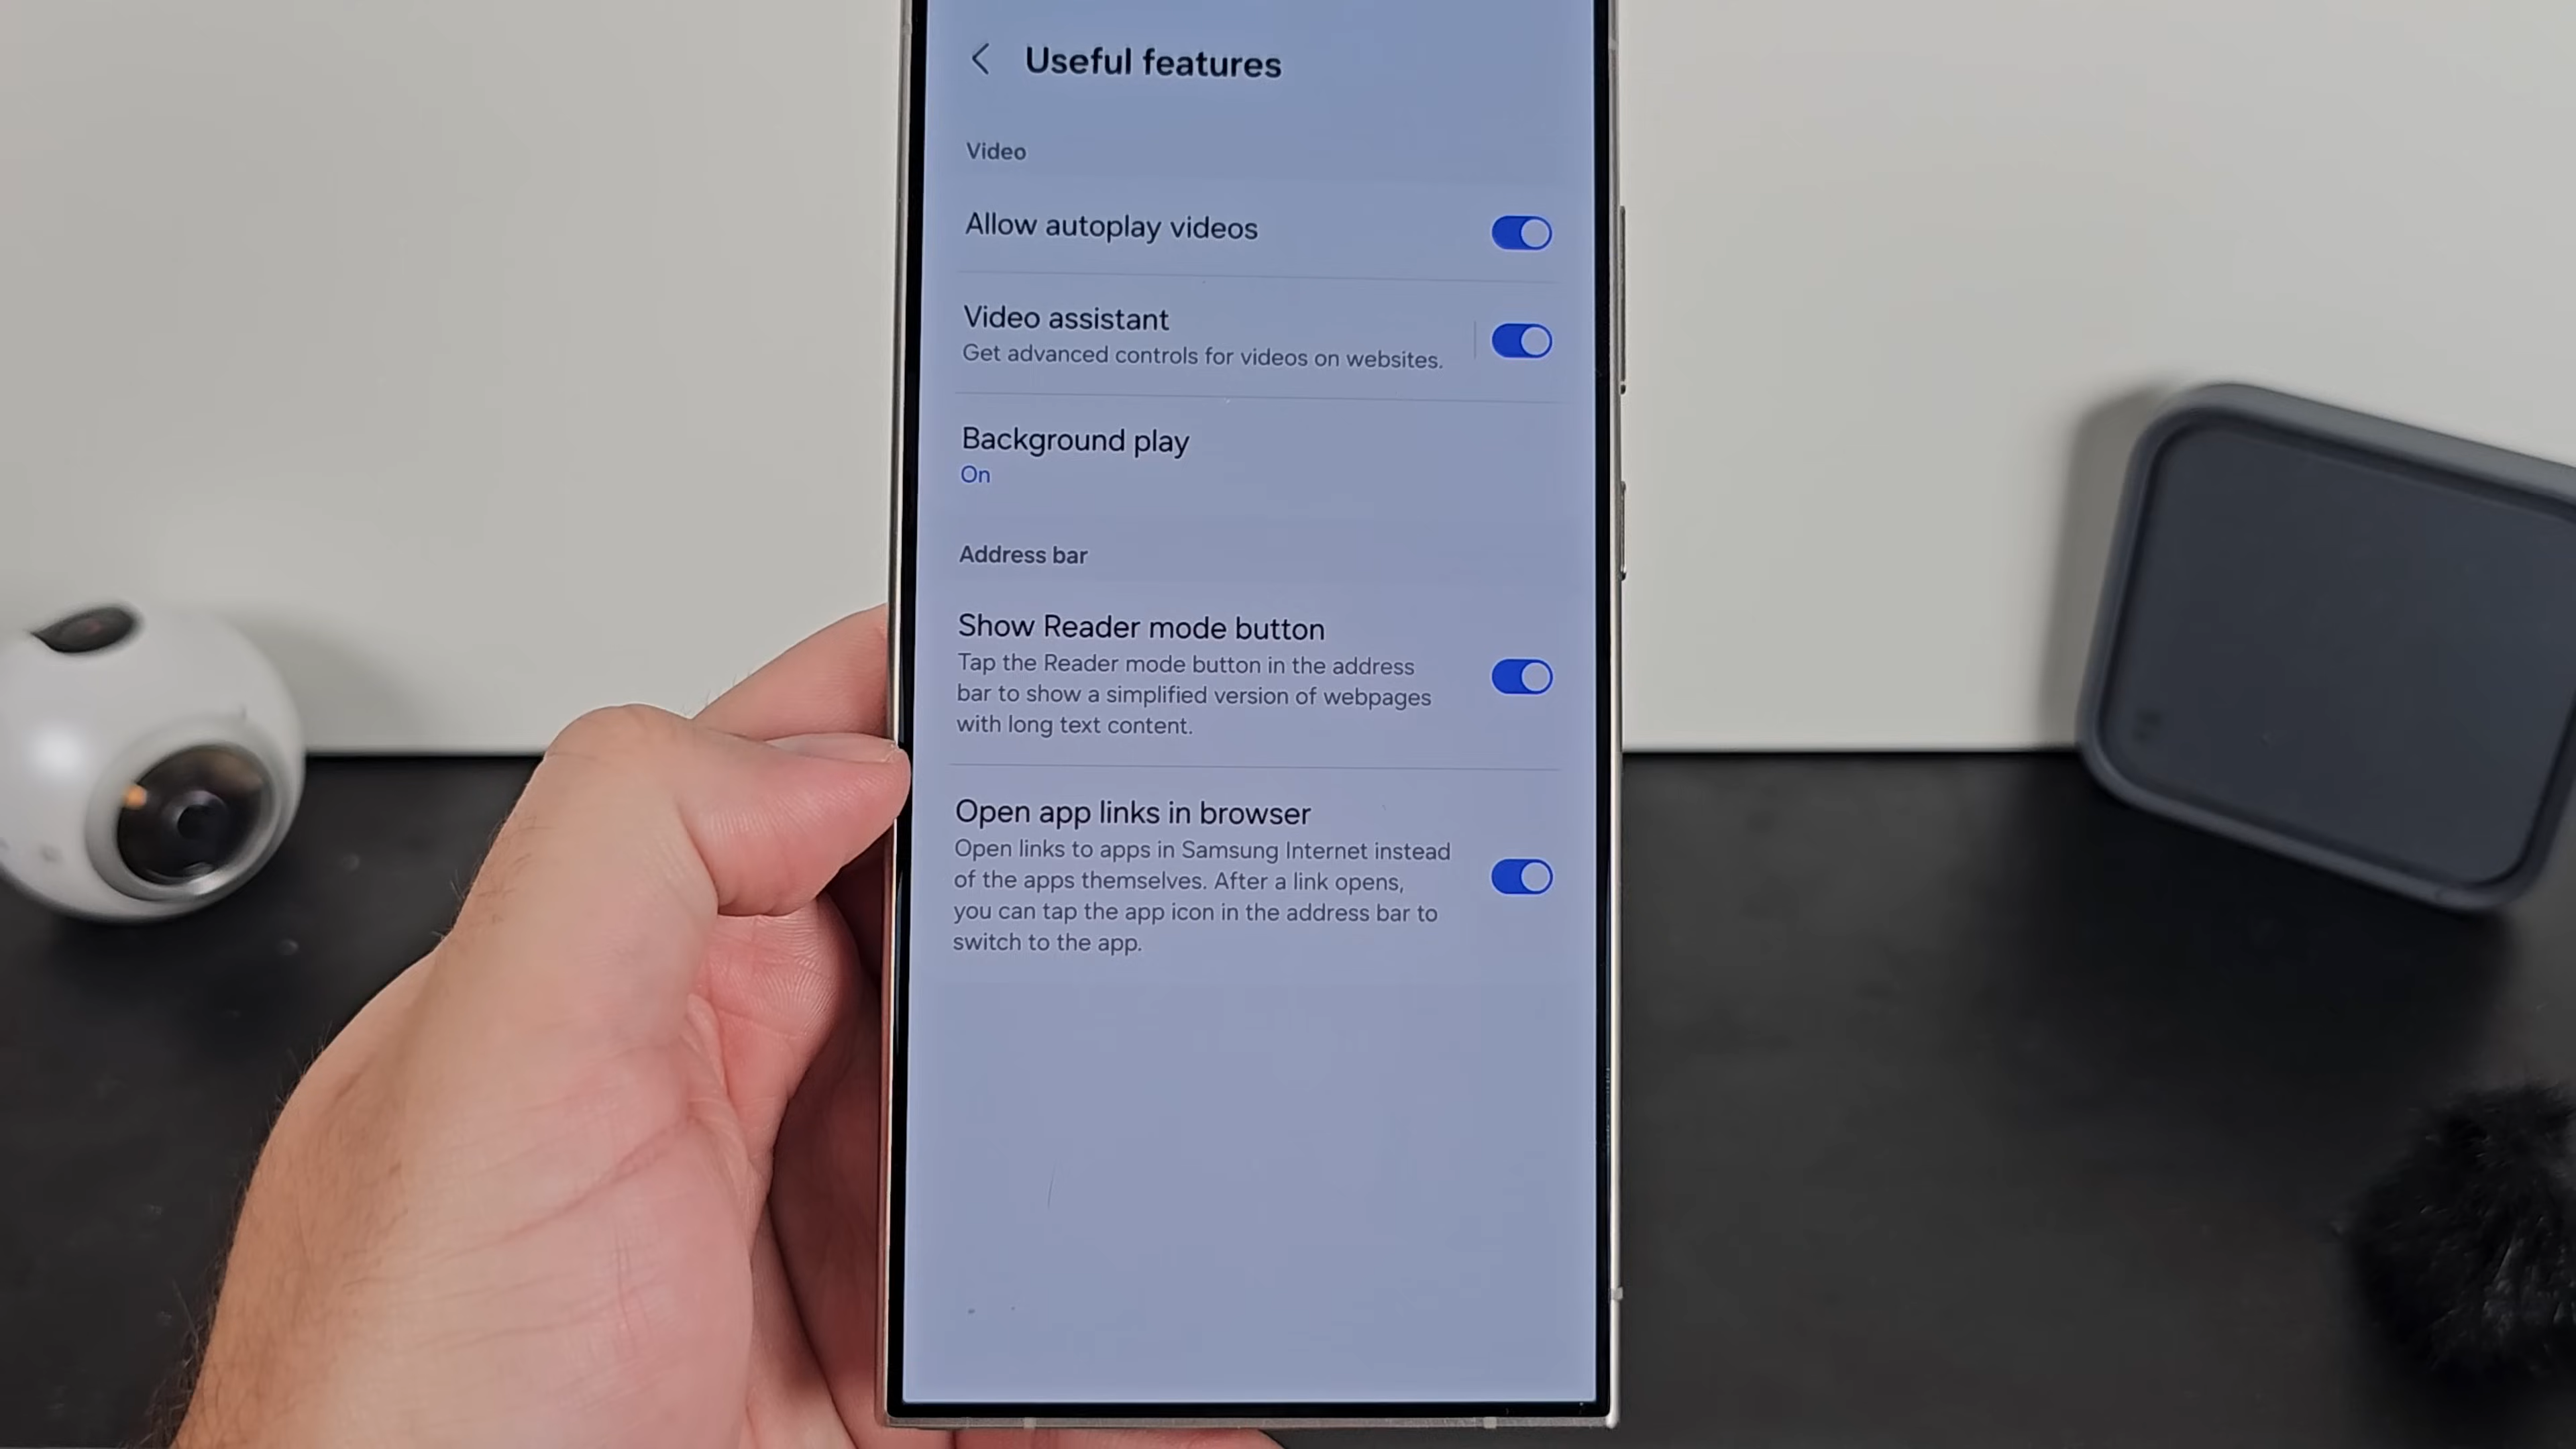 Useful features
Video
Allow autoplay videos
Video assistant
Get advanced controls for videos on websites.
Background play
On
Address bar
Show Reader mode button
Tap the Reader mode button in the address
bar to show a simplified version of webpages
with long text content.
Open app links in browser
Open links to apps in Samsung Internet instead
of the apps themselves. After a link opens,
you can tap the app icon in the address bar to
switch to the app.